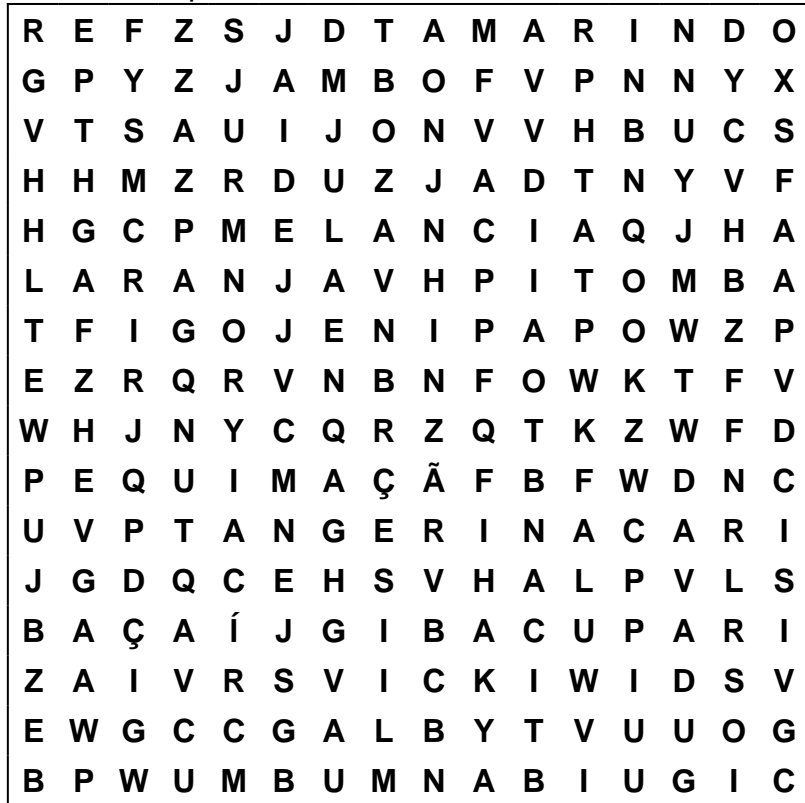 R E F Z S J D T A M A R I N D O
G P Y Z J A M B O F V P N N Y X
V T S A U I J O N V V H B U C S
H H M Z R D U Z J A D T N Y V F
H G C P M E L A N C I A Q J H A
L A R A N J A V H P I T O M B A
T F I G O J E N I P A P O W Z P
E Z R Q R V N B N F O W K T F V
W H J N Y C Q R Z Q T K Z W F D
P E Q U I M A Ç Ã F B F W D N C
U V P T A N G E R I N A C A R I
J G D Q C E H S V H A L P V L S
B A Ç A Í J G I B A C U P A R I
Z A I V R S V I C K I W I D S V
E W G C C G A L B Y T V U U O G
B P W U M B U M N A B I U G I C